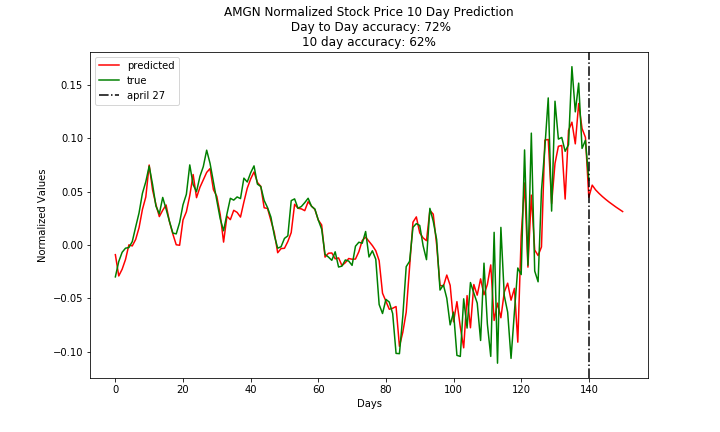 AMGN Normalized Stock Price 10 Day Prediction
Day to Day accuracy: 72%
10 day accuracy: 62%
predicted
true
april 27
0.15
0.10
0.05
0.00
−0.05
−0.10
Normalized Values
0 20 40 60 80 100 120 140
Days